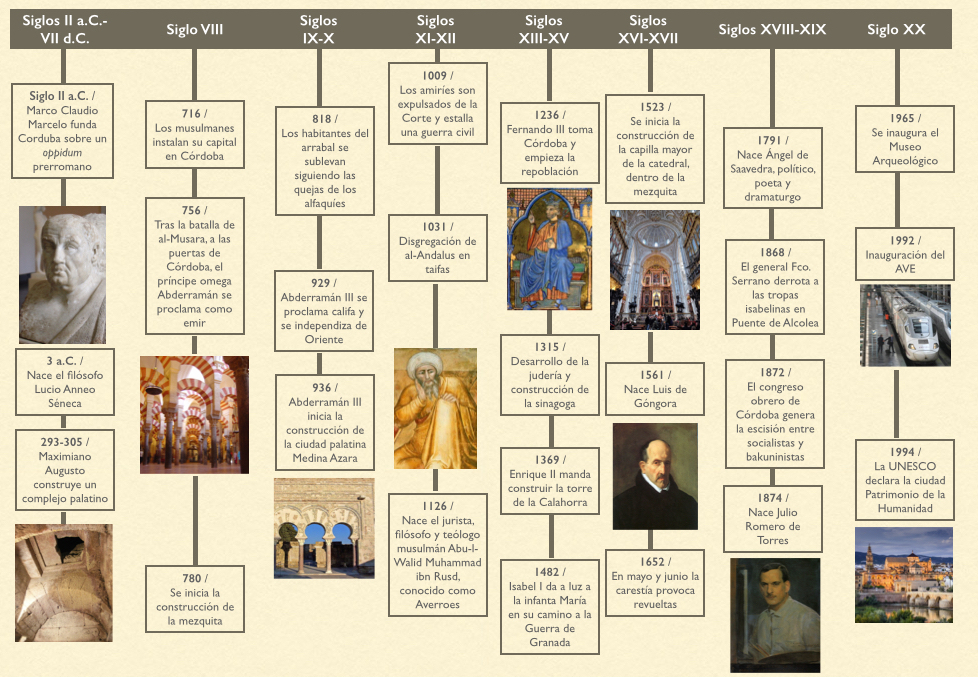 Siglos II a.C.-
VII d.C.
Siglo II a.C. /
Marco Claudio
Marcelo funda
Corduba sobre un
oppidum
prerromano
3 a.C. /
Nace el filósofo
Lucio Anneo
Séneca
293-305 /
Maximiano
Augusto
construye un
complejo palatino
Siglo VIII
716 /
Los musulmanes
instalan su capital
en Córdoba
756 /
Tras la batalla de
al-Musara, a las
puertas de
Córdoba, el
príncipe omega
Abderramán se
proclama como
emir
780 /
Se inicia la
construcción de
la mezquita
Siglos
IX-X
818 /
Los habitantes del
arrabal se
sublevan
siguiendo las
quejas de los
alfaquíes
929 /
Abderramán III se
proclama califa y
se independiza de
Oriente
936 /
Abderramán III
inicia la
construcción de
la ciudad palatina
Medina Azara
Siglos
XI-XII
1009 /
Los amiríes son
expulsados de la
Corte y estalla
una guerra civil
1031 /
Disgregación de
al-Andalus en
taifas
1126 /
Nace el jurista,
filósofo y teólogo
musulmán Abu-l-
Walid Muhammad
ibn Rusd,
conocido como
Averroes
Siglos
XIII-XV
1236 /
Fernando III toma
Córdoba y
empieza la
repoblación
1315 /
Desarrollo de la
judería y
construcción de
la sinagoga
1369 /
Enrique II manda
construir la torre
de la Calahorra
1482 /
Isabel I da a luz a
la infanta María
en su camino a la
Guerra de
Granada
Siglos
XVI-XVII
1523 /
Se inicia la
construcción de
la capilla mayor
de la catedral,
dentro de la
mezquita
1561 /
Nace Luis de
Góngora
1652 /
En mayo y junio la
carestía provoca
revueltas
Siglos XVIII-XIX
1791 /
Nace Ángel de
Saavedra, político,
poeta y
dramaturgo
1868 /
El general Fco.
Serrano derrota a
las tropas
isabelinas en
Puente de Alcolea
1872 /
El congreso
obrero de
Córdoba genera
la escisión entre
socialistas y
bakuninistas
1874 /
Nace Julio
Romero de
Torres
Siglo XX
1965 /
Se inaugura el
Museo
Arqueológico
1992 /
Inauguración del
AVE
1994 /
La UNESCO
declara la ciudad
Patrimonio de la
Humanidad